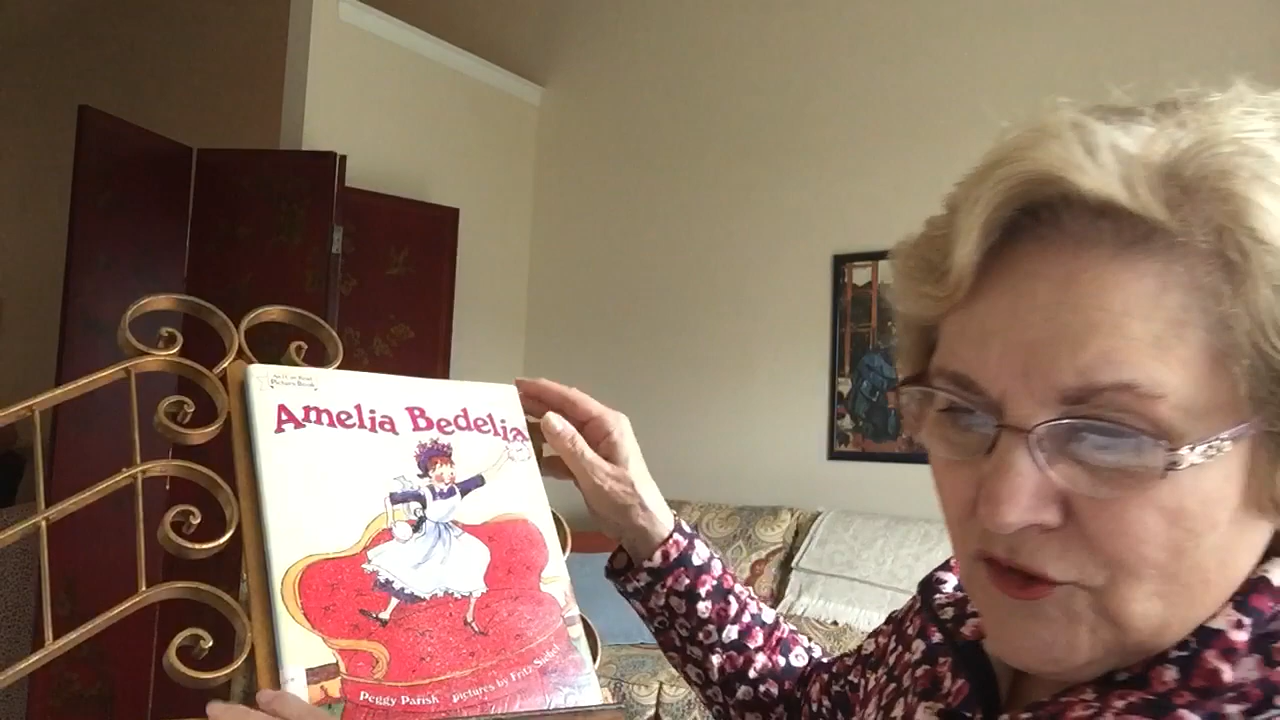 An I Can Read
Picture Book
Amelia Bedelia
Peggy Parish pictures by Fritz Siebel